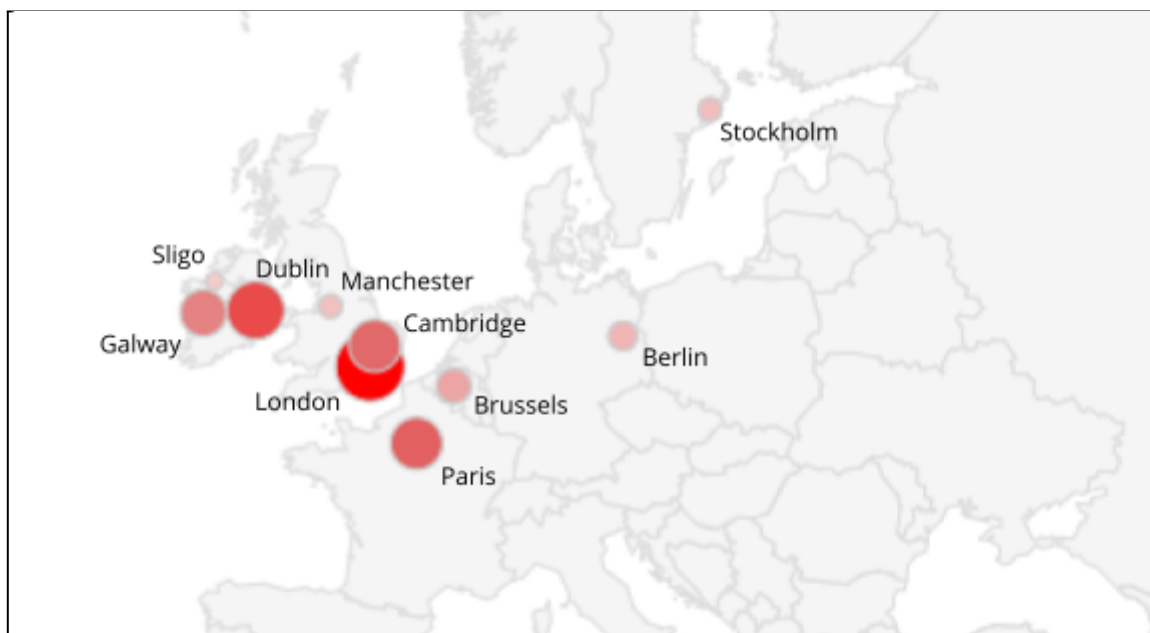 Stockholm
Sligo
Dublin
Manchester
Cambridge
Galway
Berlin
London
Brussels
Paris